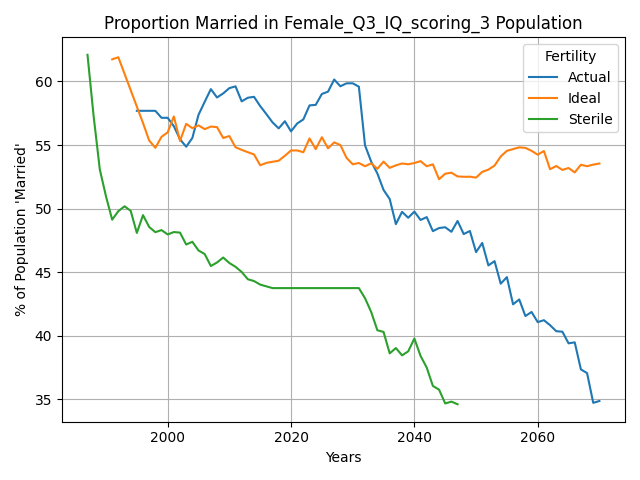 Proportion Married in Female_Q3_IQ_scoring_3 Population
% of Population 'Married'
60
55
50
45
40
35
2000
2020
2040
2060
Years
Fertility
Actual
Ideal
Sterile